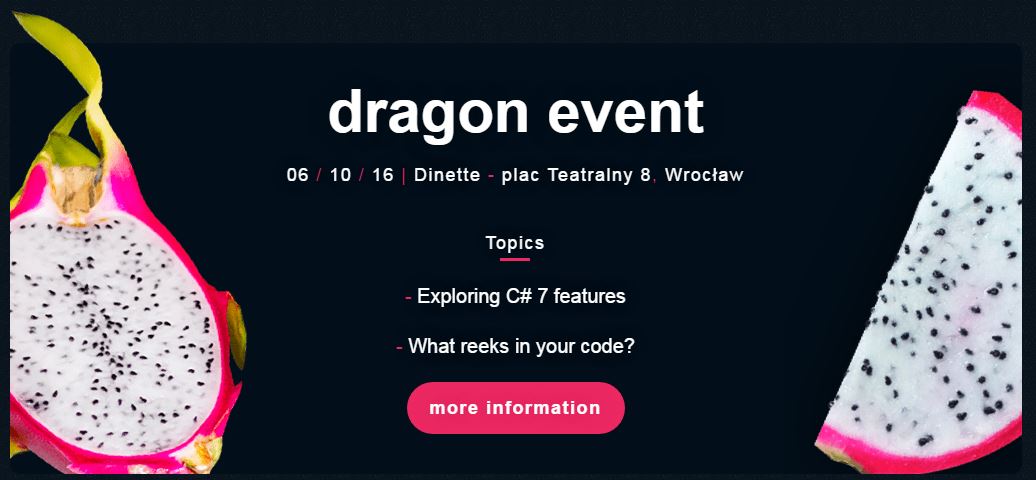 dragon event
06 / 10 / 16 | Dinette - plac Teatralny 8, Wrocław
Topics
- Exploring C# 7 features
- What reeks in your code?
more information